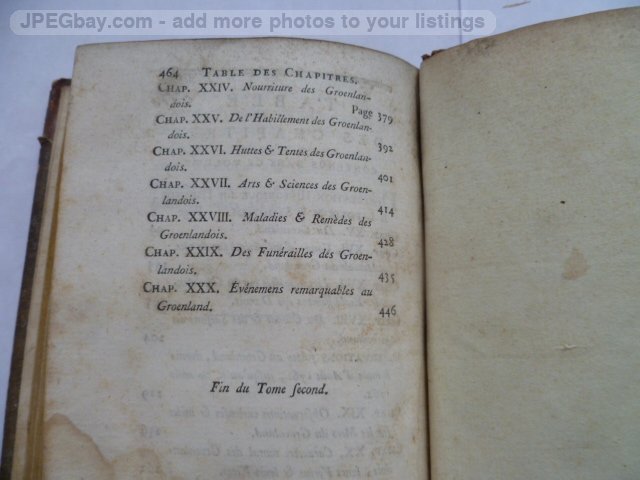 JPEGbay.com - add more photos to your listings
464 TABLE DES CHAPITRES.
CHAP. XXIV. Nourriture des Groenlan-
dois. Page 379
CHAP. XXV. De l'Habillement des Groenlan-
dois. 392
CHAP. XXVI. Huttes & Tentes des Groenlan-
dois. 401
CHAP. XXVII. Arts & Sciences des Groen-
landois. 414
CHAP. XXVIII. Maladies & Remèdes des
Groenlandois. 428
CHAP. XXIX. Des Funérailles des Groen-
landois. 435
CHAP. XXX. Événemens remarquables au
Groenland. 446
Fin du Tome ſecond.